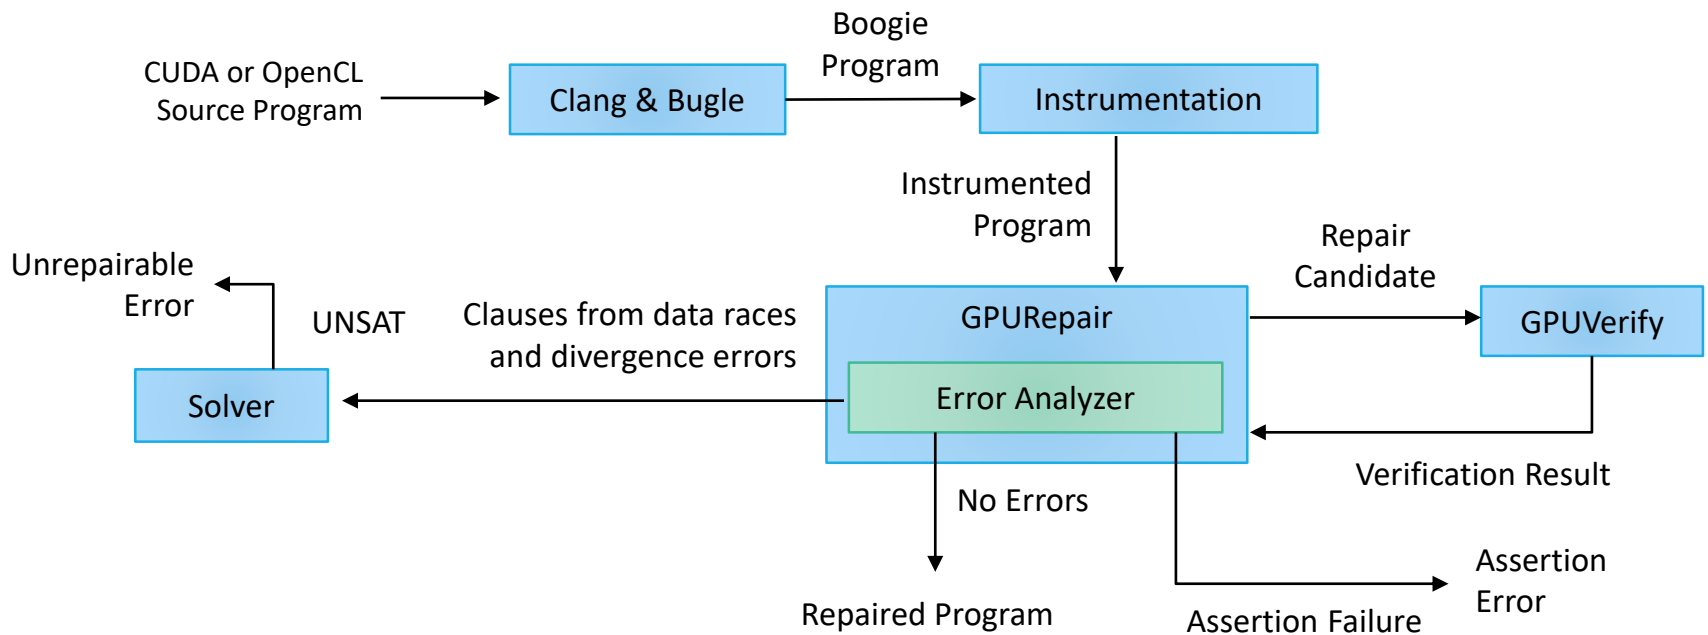 Boogie
Program
CUDA or OpenCL
Source Program
Clang & Bugle
Instrumentation
Instrumented
Program
Repair
Candidate
Unrepairable
Error
UNSAT
Clauses from data races
and divergence errors
GPURepair
GPUVerify
Solver
Error Analyzer
Verification Result
No Errors
Assertion
Error
Repaired Program
Assertion Failure